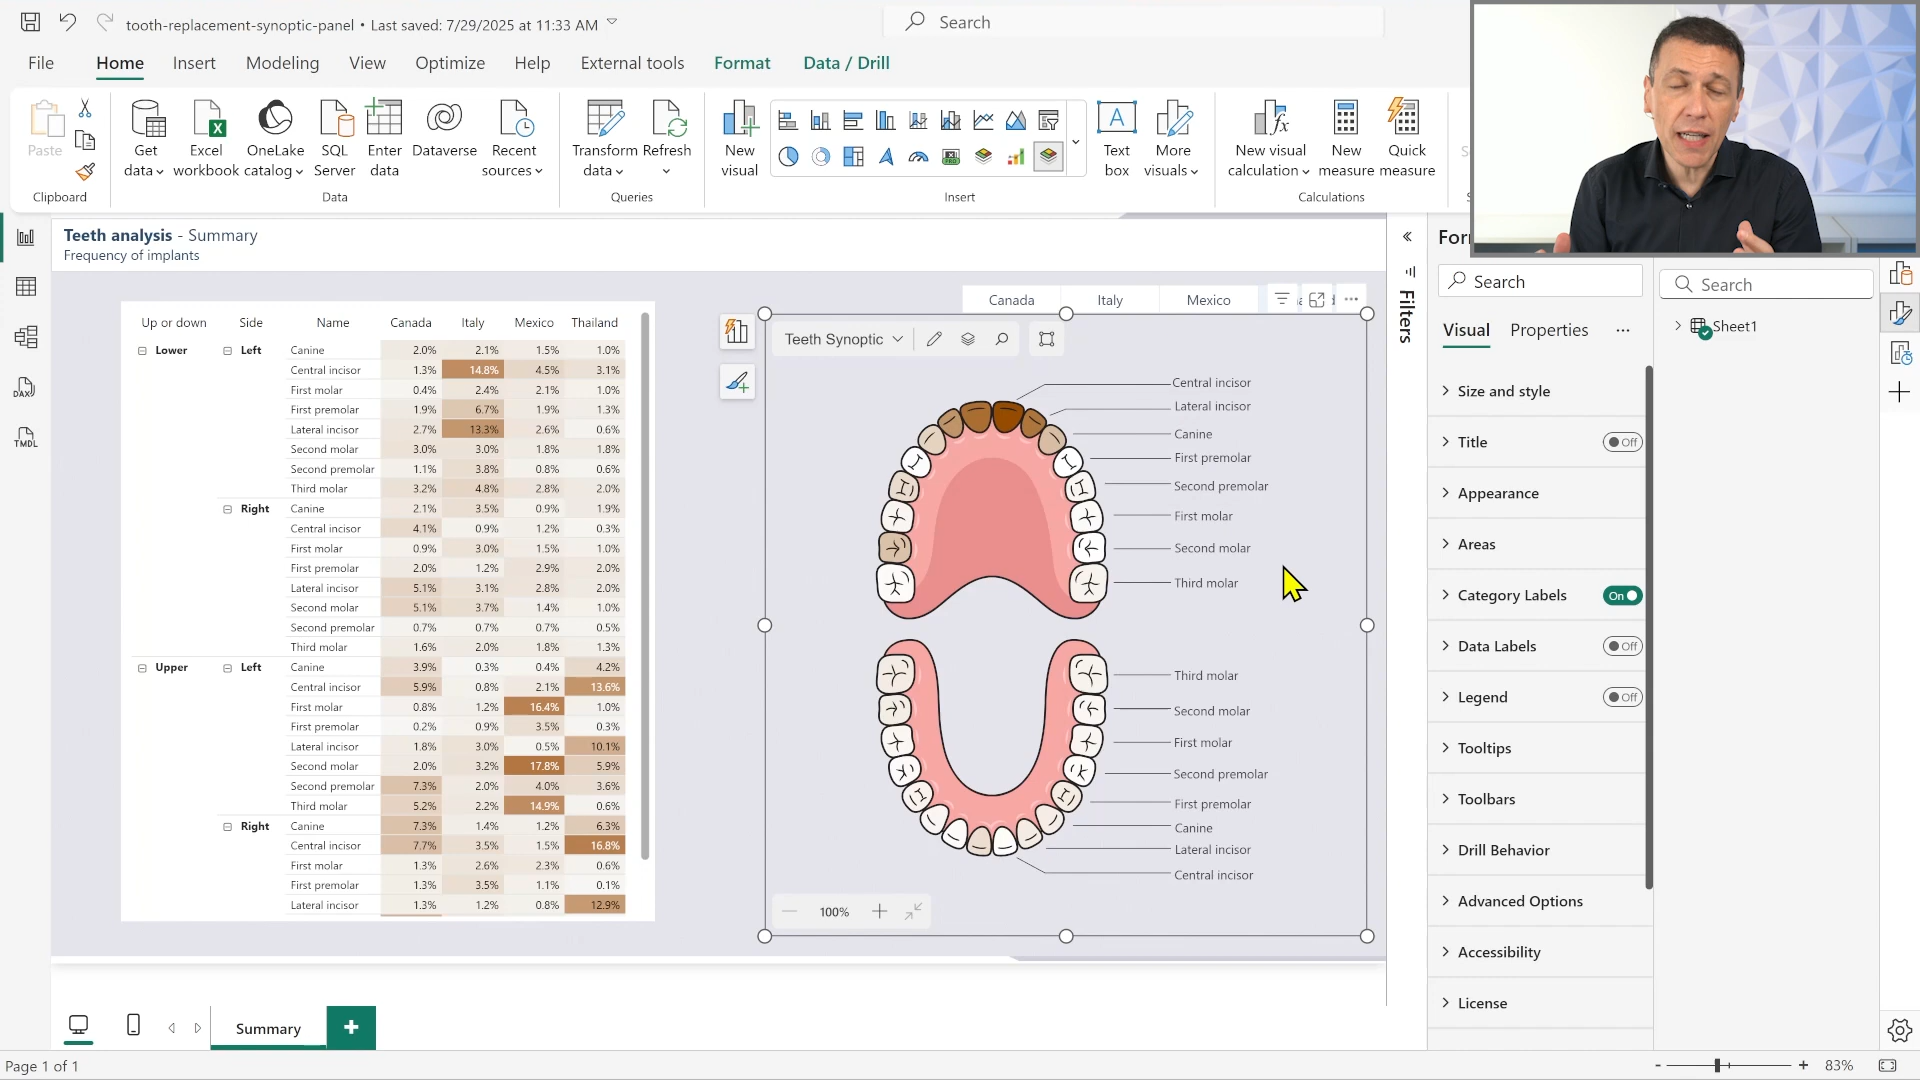 tooth-replacement-synoptic-panel • Last saved: 7/29/2025 at 11:33 AM
Search
File Home Insert Modeling View Optimize Help External tools Format Data / Drill
Paste
Get data
Excel workbook
OneLake catalog
SQL Server
Enter data
Dataverse
Recent sources
Transform data
Refresh
New visual
Text box
More visuals
New visual calculation
New measure
Quick measure
Clipboard Data Queries Insert Calculations
Teeth analysis - Summary
Frequency of implants
Up or down Side Name Canada Italy Mexico Thailand
Lower Left Canine 2.0% 2.1% 1.5% 1.0%
Central incisor 1.3% 14.8% 4.5% 3.1%
First molar 0.4% 2.4% 2.1% 1.0%
First premolar 1.9% 6.7% 1.9% 1.3%
Lateral incisor 2.7% 13.3% 2.6% 0.6%
Second molar 3.0% 3.0% 1.8% 1.8%
Second premolar 1.1% 3.8% 0.8% 0.6%
Third molar 3.2% 4.8% 2.8% 2.0%
Right Canine 2.1% 3.5% 0.9% 1.9%
Central incisor 4.1% 0.9% 1.2% 0.3%
First molar 0.9% 3.0% 1.5% 1.0%
First premolar 2.0% 1.2% 2.9% 2.0%
Lateral incisor 5.1% 3.1% 2.8% 2.0%
Second molar 5.1% 3.7% 1.4% 1.0%
Second premolar 0.7% 0.7% 0.7% 0.5%
Third molar 1.6% 2.0% 1.8% 1.3%
Upper Left Canine 3.9% 0.3% 0.4% 4.2%
Central incisor 5.9% 0.8% 2.1% 13.6%
First molar 0.8% 1.2% 16.4% 1.0%
First premolar 0.2% 0.9% 3.5% 0.3%
Lateral incisor 1.8% 3.0% 0.5% 10.1%
Second molar 2.0% 3.2% 17.8% 5.9%
Second premolar 7.3% 2.0% 4.0% 3.6%
Third molar 5.2% 2.2% 14.9% 0.6%
Right Canine 7.3% 1.4% 1.2% 6.3%
Central incisor 7.7% 3.5% 1.5% 16.8%
First molar 1.3% 2.6% 2.3% 0.6%
First premolar 1.3% 3.5% 1.1% 0.1%
Lateral incisor 1.3% 1.2% 0.8% 12.9%
Canada Italy Mexico
Teeth Synoptic
Central incisor
Lateral incisor
Canine
First premolar
Second premolar
First molar
Second molar
Third molar
Third molar
Second molar
First molar
Second premolar
First premolar
Canine
Lateral incisor
Central incisor
100%
Filters
Search
Visual Properties
Size and style
Title Off
Appearance
Areas
Category Labels On
Data Labels Off
Legend Off
Tooltips
Toolbars
Drill Behavior
Advanced Options
Accessibility
License
Search
Sheet1
DAX
TMDL
Summary
Page 1 of 1
83%